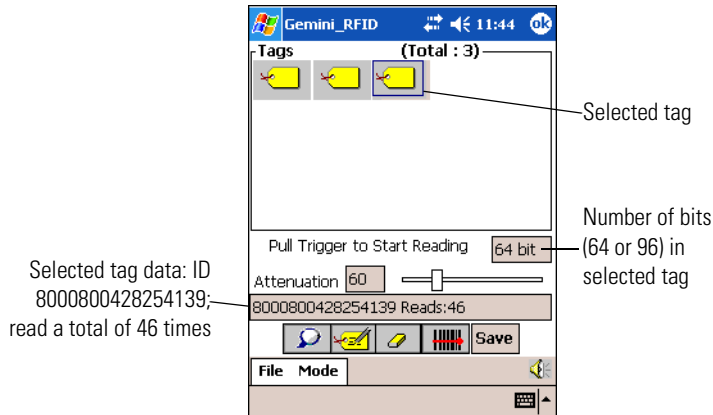 Gemini_RFID 11:44 ok
Tags (Total : 3)
Selected tag
Pull Trigger to Start Reading 64 bit
Number of bits
(64 or 96) in
selected tag
Attenuation 60
Selected tag data: ID
8000800428254139;
read a total of 46 times
8000800428254139 Reads:46
Save
File Mode